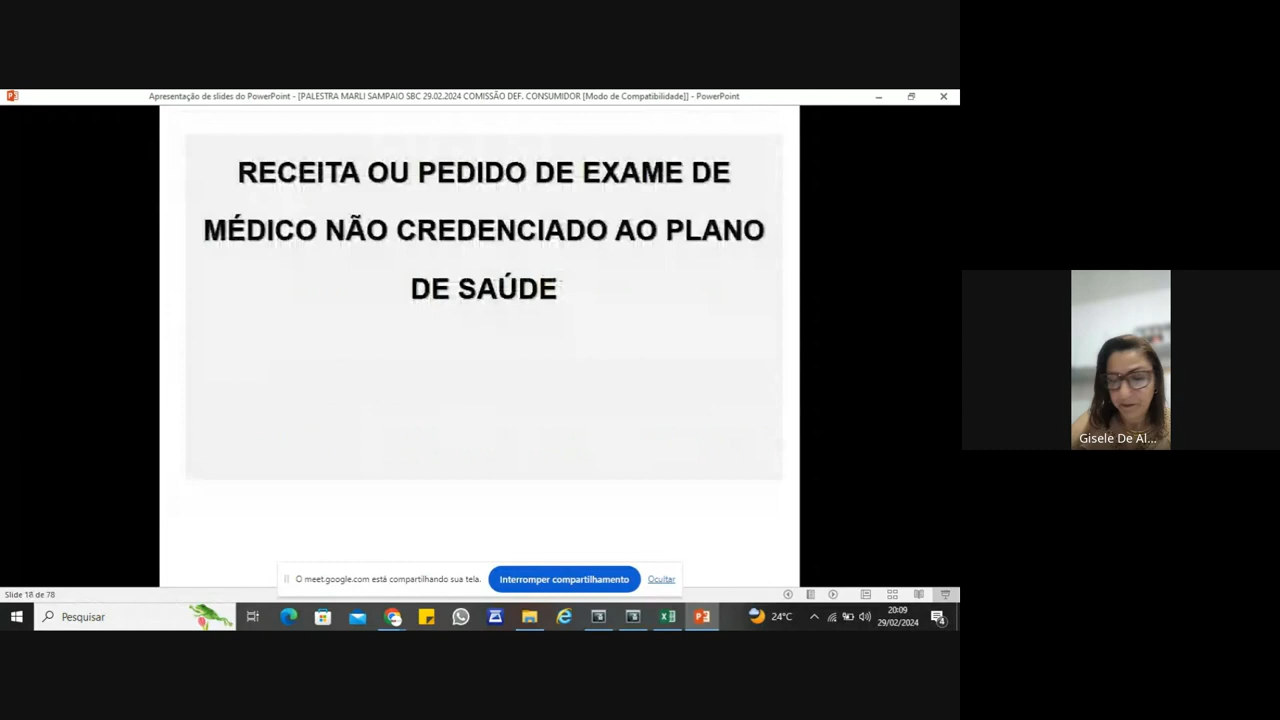 Apresentação de slides do PowerPoint - [PALESTRA MARLI SAMPAIO SBC 29.02.2024 COMISSÃO DEF. CONSUMIDOR [Modo de Compatibilidade]] - PowerPoint
RECEITA OU PEDIDO DE EXAME DE
MÉDICO NÃO CREDENCIADO AO PLANO
DE SAÚDE
Gisele De Al...
O meet.google.com está compartilhando sua tela.
Interromper compartilhamento
Ocultar
Slide 18 de 78
Pesquisar
24°C
20:09
29/02/2024
4